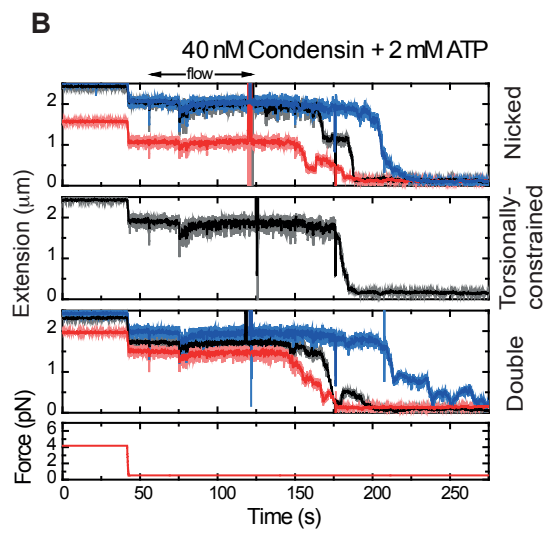 B
40 nM Condensin + 2 mM ATP
flow
2
1
0
Nicked
2
1
0
Extension (μm)
Torsionally-
constrained
2
1
0
Double
6
4
2
0
Force (pN)
0 50 100 150 200 250
Time (s)